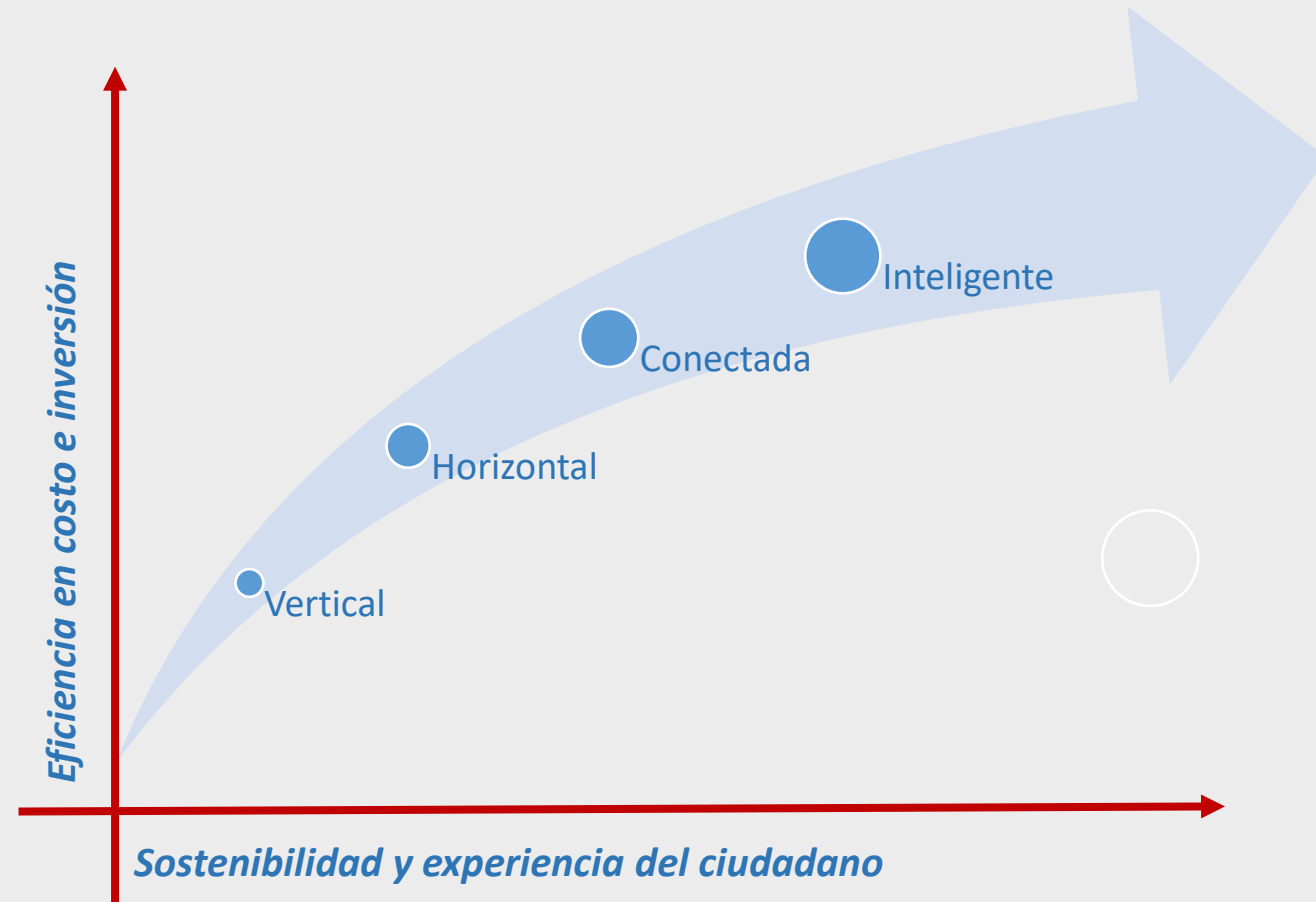 Eficiencia en costo e inversión
Inteligente
Conectada
Horizontal
Vertical
Sostenibilidad y experiencia del ciudadano